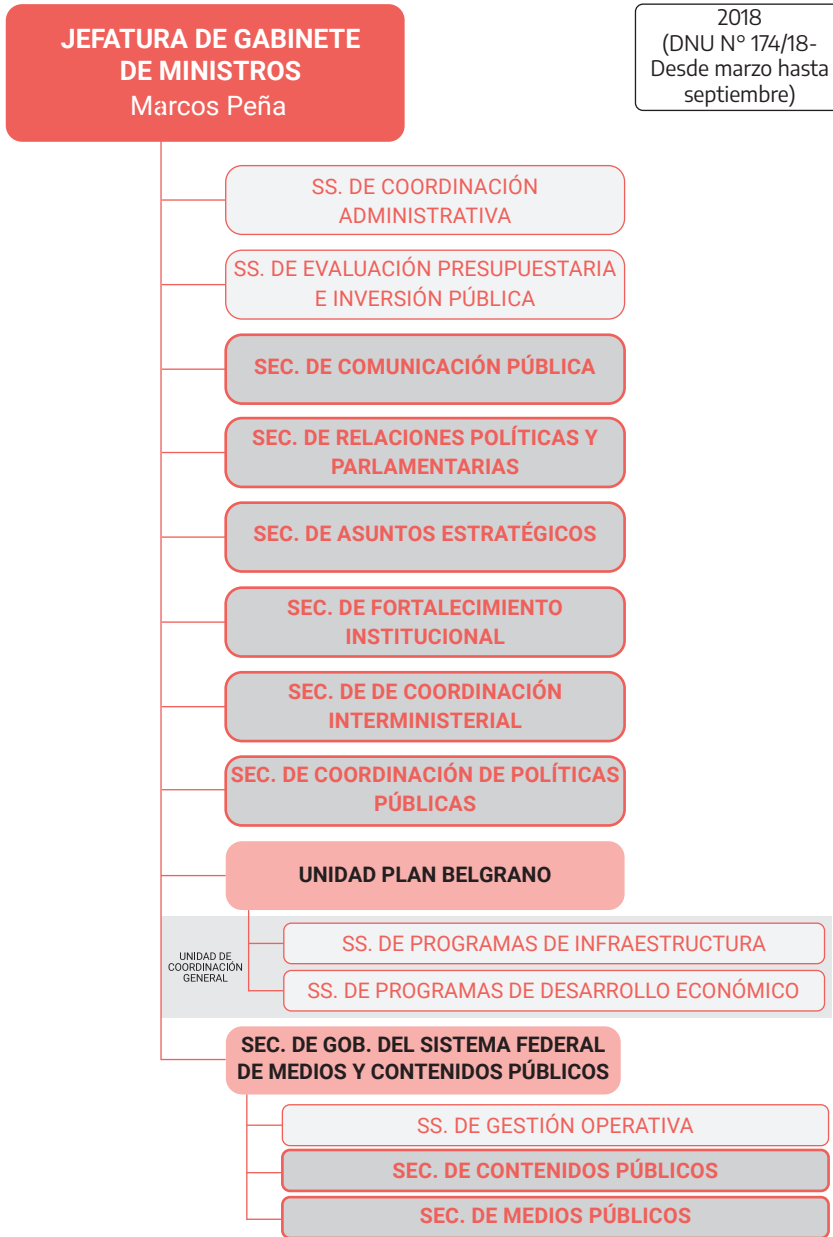 JEFATURA DE GABINETE
DE MINISTROS
Marcos Peña
2018
(DNU N° 174/18-
Desde marzo hasta
septiembre)
SS. DE COORDINACIÓN
ADMINISTRATIVA
SS. DE EVALUACIÓN PRESUPUESTARIA
E INVERSIÓN PÚBLICA
SEC. DE COMUNICACIÓN PÚBLICA
SEC. DE RELACIONES POLÍTICAS Y
PARLAMENTARIAS
SEC. DE ASUNTOS ESTRATÉGICOS
SEC. DE FORTALECIMIENTO
INSTITUCIONAL
SEC. DE DE COORDINACIÓN
INTERMINISTERIAL
SEC. DE COORDINACIÓN DE POLÍTICAS
PÚBLICAS
UNIDAD PLAN BELGRANO
UNIDAD DE
COORDINACIÓN
GENERAL
SS. DE PROGRAMAS DE INFRAESTRUCTURA
SS. DE PROGRAMAS DE DESARROLLO ECONÓMICO
SEC. DE GOB. DEL SISTEMA FEDERAL
DE MEDIOS Y CONTENIDOS PÚBLICOS
SS. DE GESTIÓN OPERATIVA
SEC. DE CONTENIDOS PÚBLICOS
SEC. DE MEDIOS PÚBLICOS